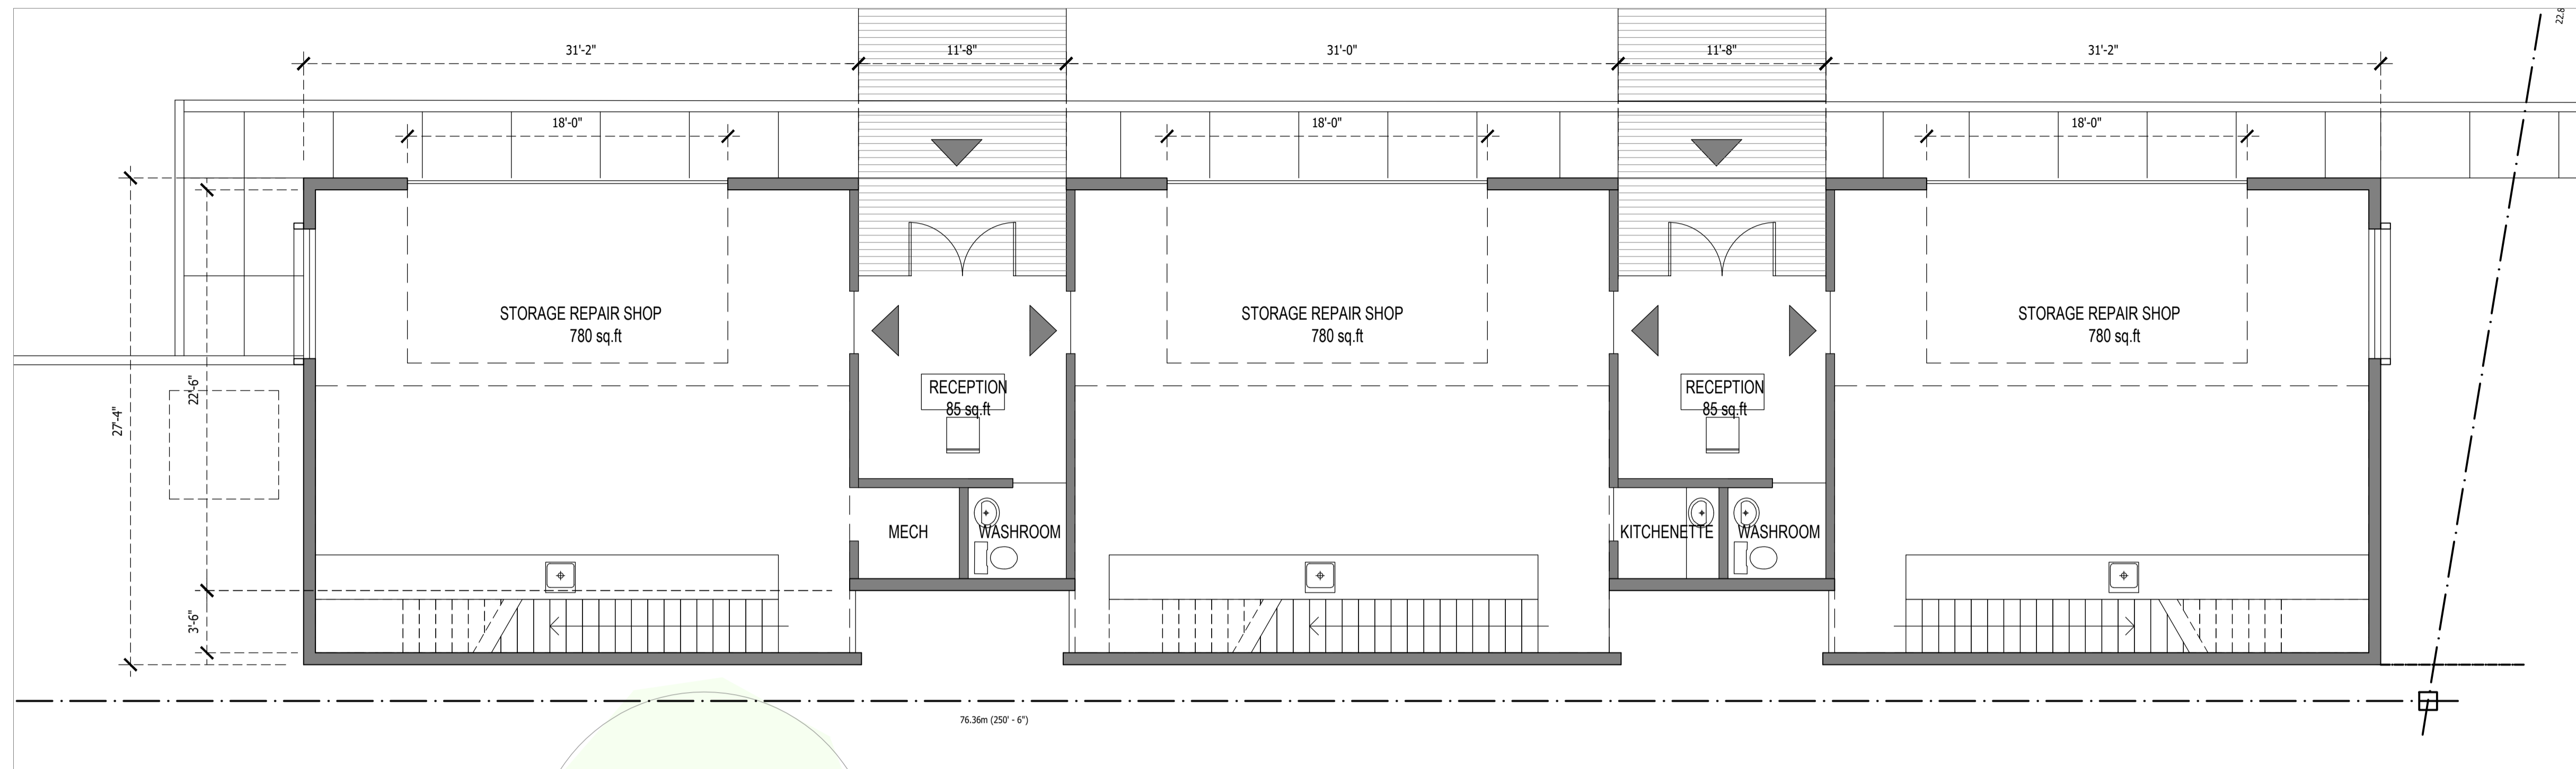 22.8
31'-2"
11'-8"
31'-0"
11'-8"
31'-2"
18'-0"
18'-0"
18'-0"
STORAGE REPAIR SHOP
780 sq.ft
STORAGE REPAIR SHOP
780 sq.ft
STORAGE REPAIR SHOP
780 sq.ft
27'-4"
22'-6"
3'-6"
RECEPTION
85 sq.ft
RECEPTION
85 sq.ft
MECH
WASHROOM
KITCHENETTE
WASHROOM
76.36m (250' - 6")